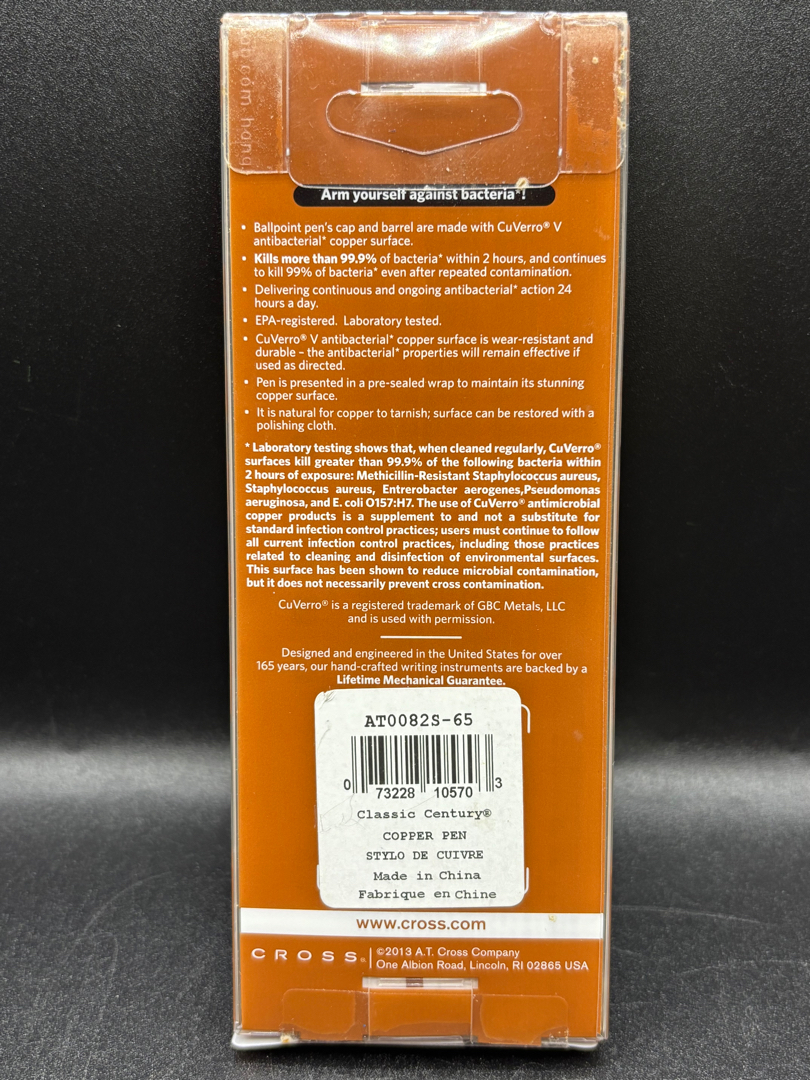 Arm yourself against bacteria*!
• Ballpoint pen's cap and barrel are made with CuVerro® V
antibacterial* copper surface.
• Kills more than 99.9% of bacteria* within 2 hours, and continues
to kill 99% of bacteria* even after repeated contamination.
• Delivering continuous and ongoing antibacterial* action 24
hours a day.
• EPA-registered. Laboratory tested.
• CuVerro® V antibacterial* copper surface is wear-resistant and
durable – the antibacterial* properties will remain effective if
used as directed.
• Pen is presented in a pre-sealed wrap to maintain its stunning
copper surface.
• It is natural for copper to tarnish; surface can be restored with a
polishing cloth.
* Laboratory testing shows that, when cleaned regularly, CuVerro®
surfaces kill greater than 99.9% of the following bacteria within
2 hours of exposure: Methicillin-Resistant Staphylococcus aureus,
Staphylococcus aureus, Entrerobacter aerogenes,Pseudomonas
aeruginosa, and E. coli O157:H7. The use of CuVerro® antimicrobial
copper products is a supplement to and not a substitute for
standard infection control practices; users must continue to follow
all current infection control practices, including those practices
related to cleaning and disinfection of environmental surfaces.
This surface has been shown to reduce microbial contamination,
but it does not necessarily prevent cross contamination.
CuVerro® is a registered trademark of GBC Metals, LLC
and is used with permission.
Designed and engineered in the United States for over
165 years, our hand-crafted writing instruments are backed by a
Lifetime Mechanical Guarantee.
AT0082S-65
0 73228 10570 3
Classic Century®
COPPER PEN
STYLO DE CUIVRE
Made in China
Fabrique en Chine
www.cross.com
CROSS®
©2013 A.T. Cross Company
One Albion Road, Lincoln, RI 02865 USA